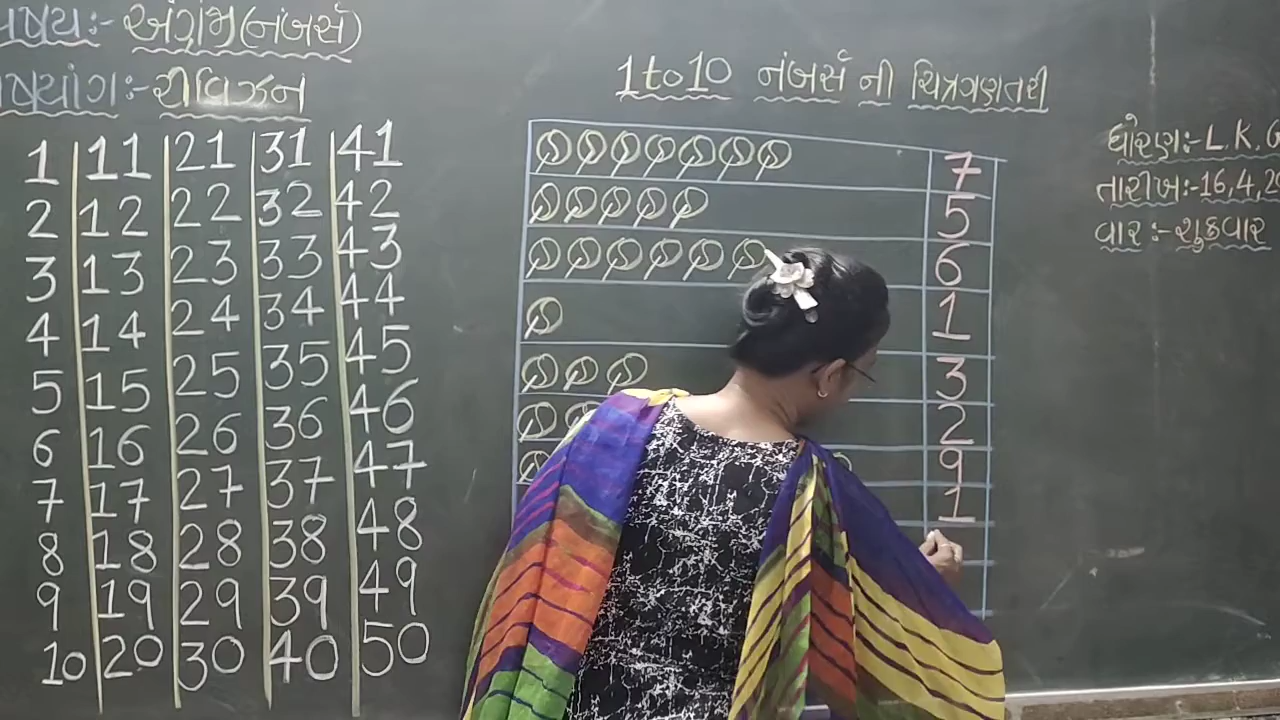 વિષય:- અંગ્રેજી (નંબર્સ)
વિષયાંગ:- રીવિઝન
1 11 21 31 41
2 12 22 32 42
3 13 23 33 43
4 14 24 34 44
5 15 25 35 45
6 16 26 36 46
7 17 27 37 47
8 18 28 38 48
9 19 29 39 49
10 20 30 40 50
1 to 10 નંબર્સ ની ચિત્રગણતરી
7
5
6
1
3
2
9
1
ધોરણ:- L.K.
તારીખ:- 16,4,
વાર:- શુક્રવાર